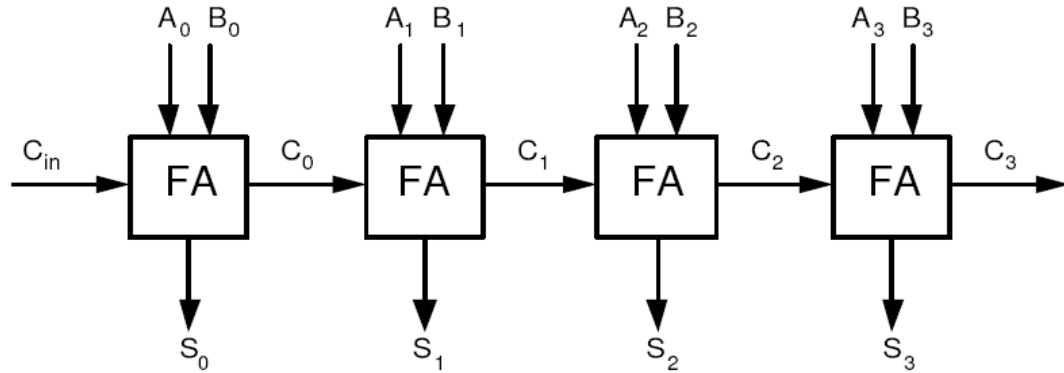 A₀ B₀ A₁ B₁ A₂ B₂ A₃ B₃
C_in FA C₀ FA C₁ FA C₂ FA C₃
S₀ S₁ S₂ S₃